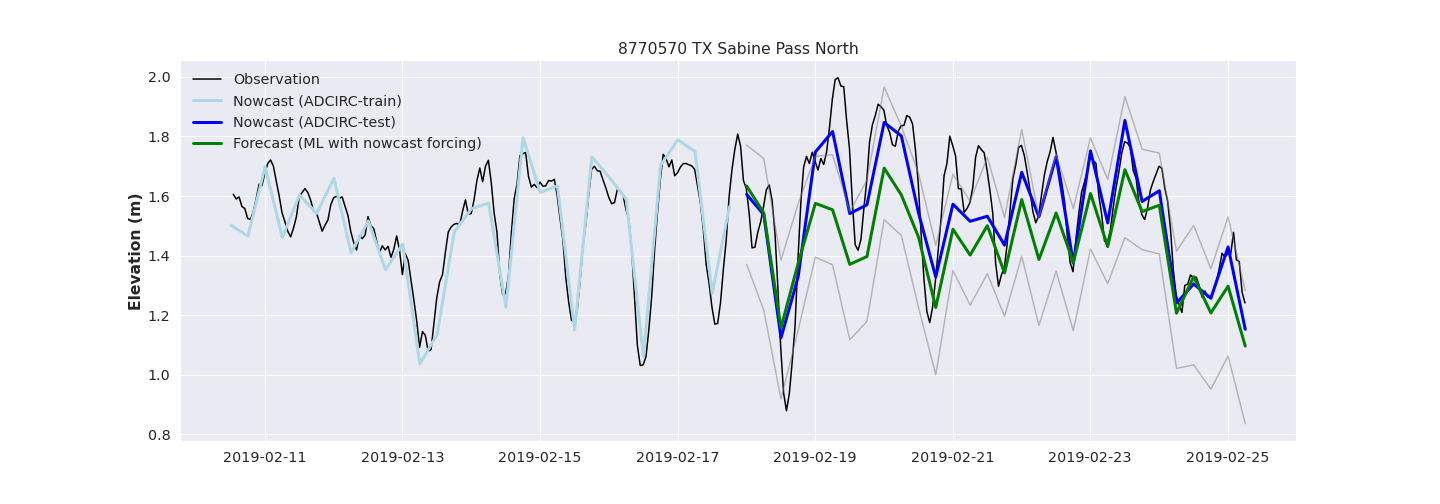 8770570 TX Sabine Pass North
Observation
Nowcast (ADCIRC-train)
Nowcast (ADCIRC-test)
Forecast (ML with nowcast forcing)
Elevation (m)
2.0
1.8
1.6
1.4
1.2
1.0
0.8
2019-02-11 2019-02-13 2019-02-15 2019-02-17 2019-02-19 2019-02-21 2019-02-23 2019-02-25